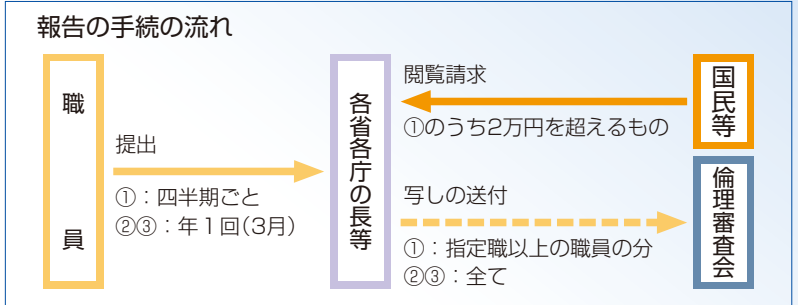 報告の手続の流れ
職員
提出
①：四半期ごと
②③：年１回(3月)
各省各庁の長等
閲覧請求
①のうち2万円を超えるもの
国民等
写しの送付
①：指定職以上の職員の分
②③：全て
倫理審査会